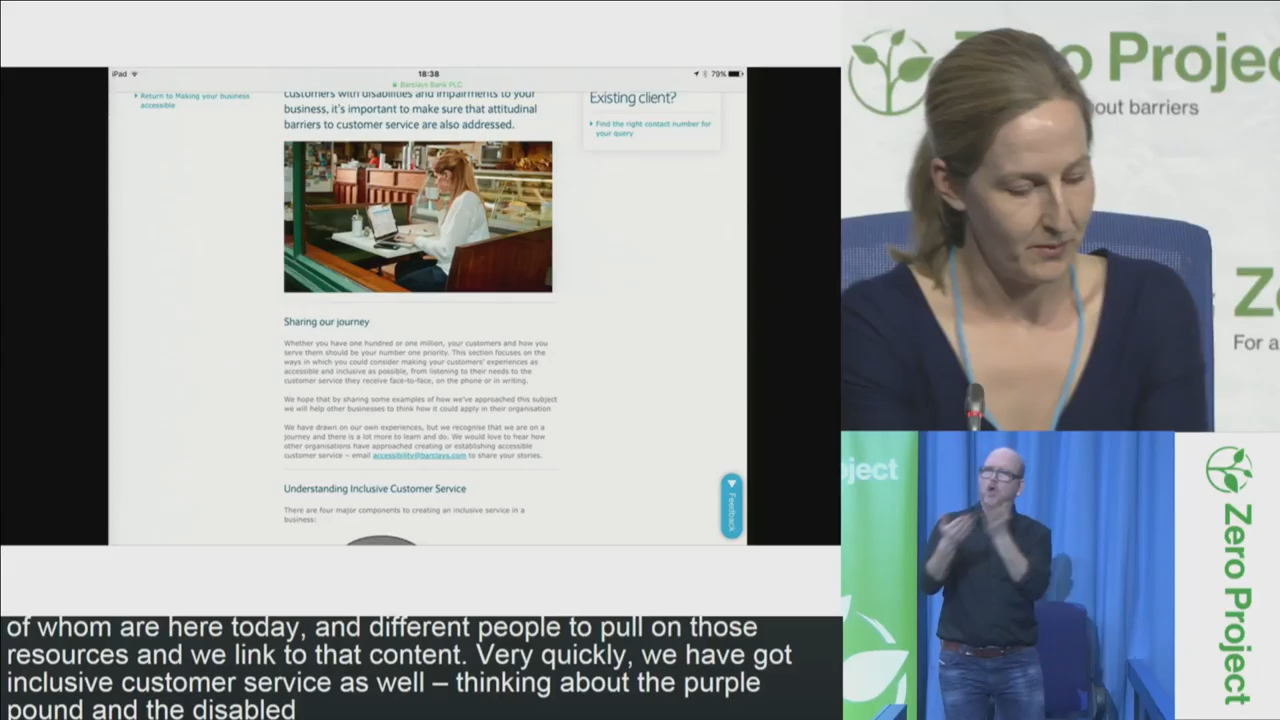 iPad
18:38
79%
Barclays Bank PLC
Return to Making your business
accessible
customers with disabilities and impairments to your
business, it's important to make sure that attitudinal
barriers to customer service are also addressed.
Existing client?
Find the right contact number for
your query
Sharing our journey
Whether you have one hundred or one million, your customers and how you
serve them should be your number one priority. This section focuses on the
ways in which you could consider making your customers' experiences as
accessible and inclusive as possible, from listening to their needs to the
customer service they receive face-to-face, on the phone or in writing.
We hope that by sharing some examples of how we've approached this subject
we will help other businesses to think how it could apply in their organisation
We have drawn on our own experiences, but we recognise that we are on a
journey and there is a lot more to learn and do. We would love to hear how
other organisations have approached creating or establishing accessible
customer service – email accessibility@barclays.com to share your stories.
Understanding Inclusive Customer Service
There are four major components to creating an inclusive service in a
business:
Feedback
Z o Projec
out barriers
Ze
For a
oject
Zero Project
of whom are here today, and different people to pull on those
resources and we link to that content. Very quickly, we have got
inclusive customer service as well – thinking about the purple
pound and the disabled